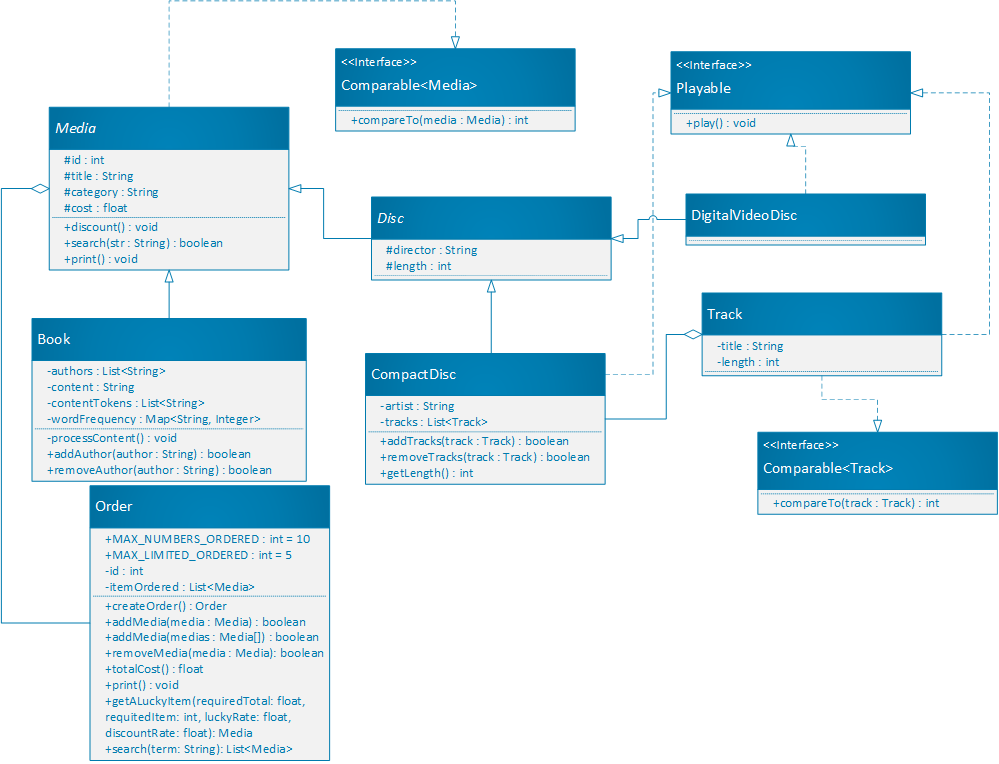 <<Interface>>
Comparable<Media>
+compareTo(media : Media) : int
<<Interface>>
Playable
+play() : void
Media
#id : int
#title : String
#category : String
#cost : float
+discount() : void
+search(str : String) : boolean
+print() : void
Disc
#director : String
#length : int
DigitalVideoDisc
Track
-title : String
-length : int
Book
-authors : List<String>
-content : String
-contentTokens : List<String>
-wordFrequency : Map<String, Integer>
-processContent() : void
+addAuthor(author : String) : boolean
+removeAuthor(author : String) : boolean
CompactDisc
-artist : String
-tracks : List<Track>
+addTracks(track : Track) : boolean
+removeTracks(track : Track) : boolean
+getLength() : int
<<Interface>>
Comparable<Track>
+compareTo(track : Track) : int
Order
+MAX_NUMBERS_ORDERED : int = 10
+MAX_LIMITED_ORDERED : int = 5
-id : int
-itemOrdered : List<Media>
+createOrder() : Order
+addMedia(media : Media) : boolean
+addMedia(medias : Media[]) : boolean
+removeMedia(media : Media): boolean
+totalCost() : float
+print() : void
+getALuckyItem(requiredTotal: float,
requitedItem: int, luckyRate: float,
discountRate: float): Media
+search(term: String): List<Media>